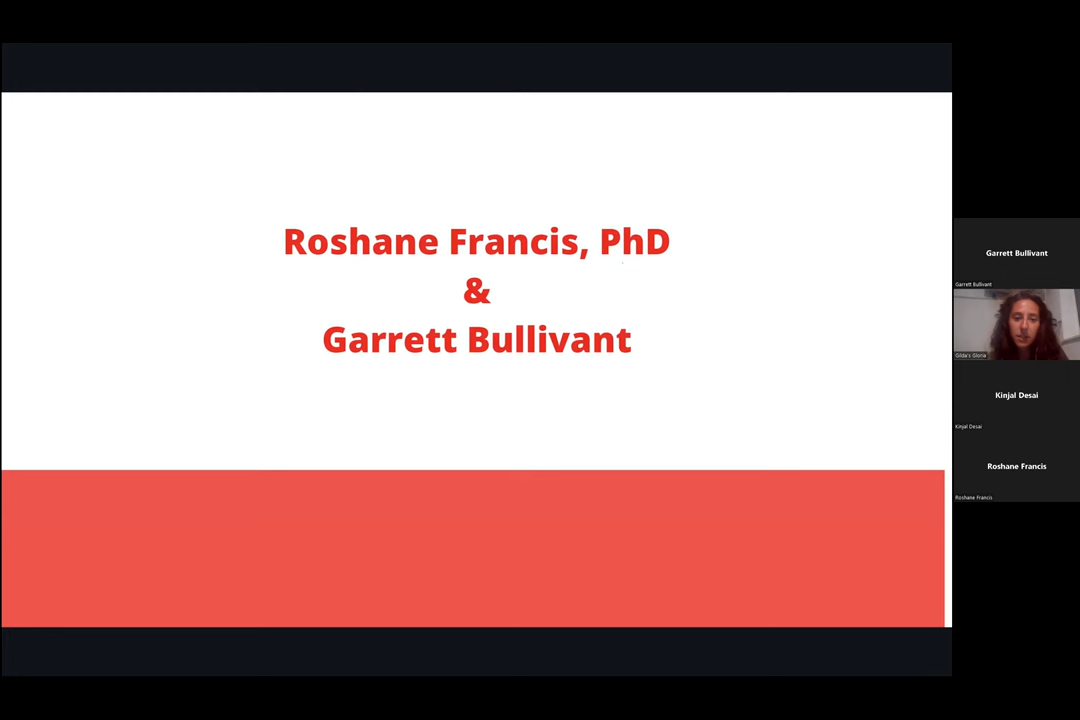 Roshane Francis, PhD
&
Garrett Bullivant
Garrett Bullivant
Garrett Bullivant
Gilda's Gloria
Kinjal Desai
Kinjal Desai
Roshane Francis
Roshane Francis